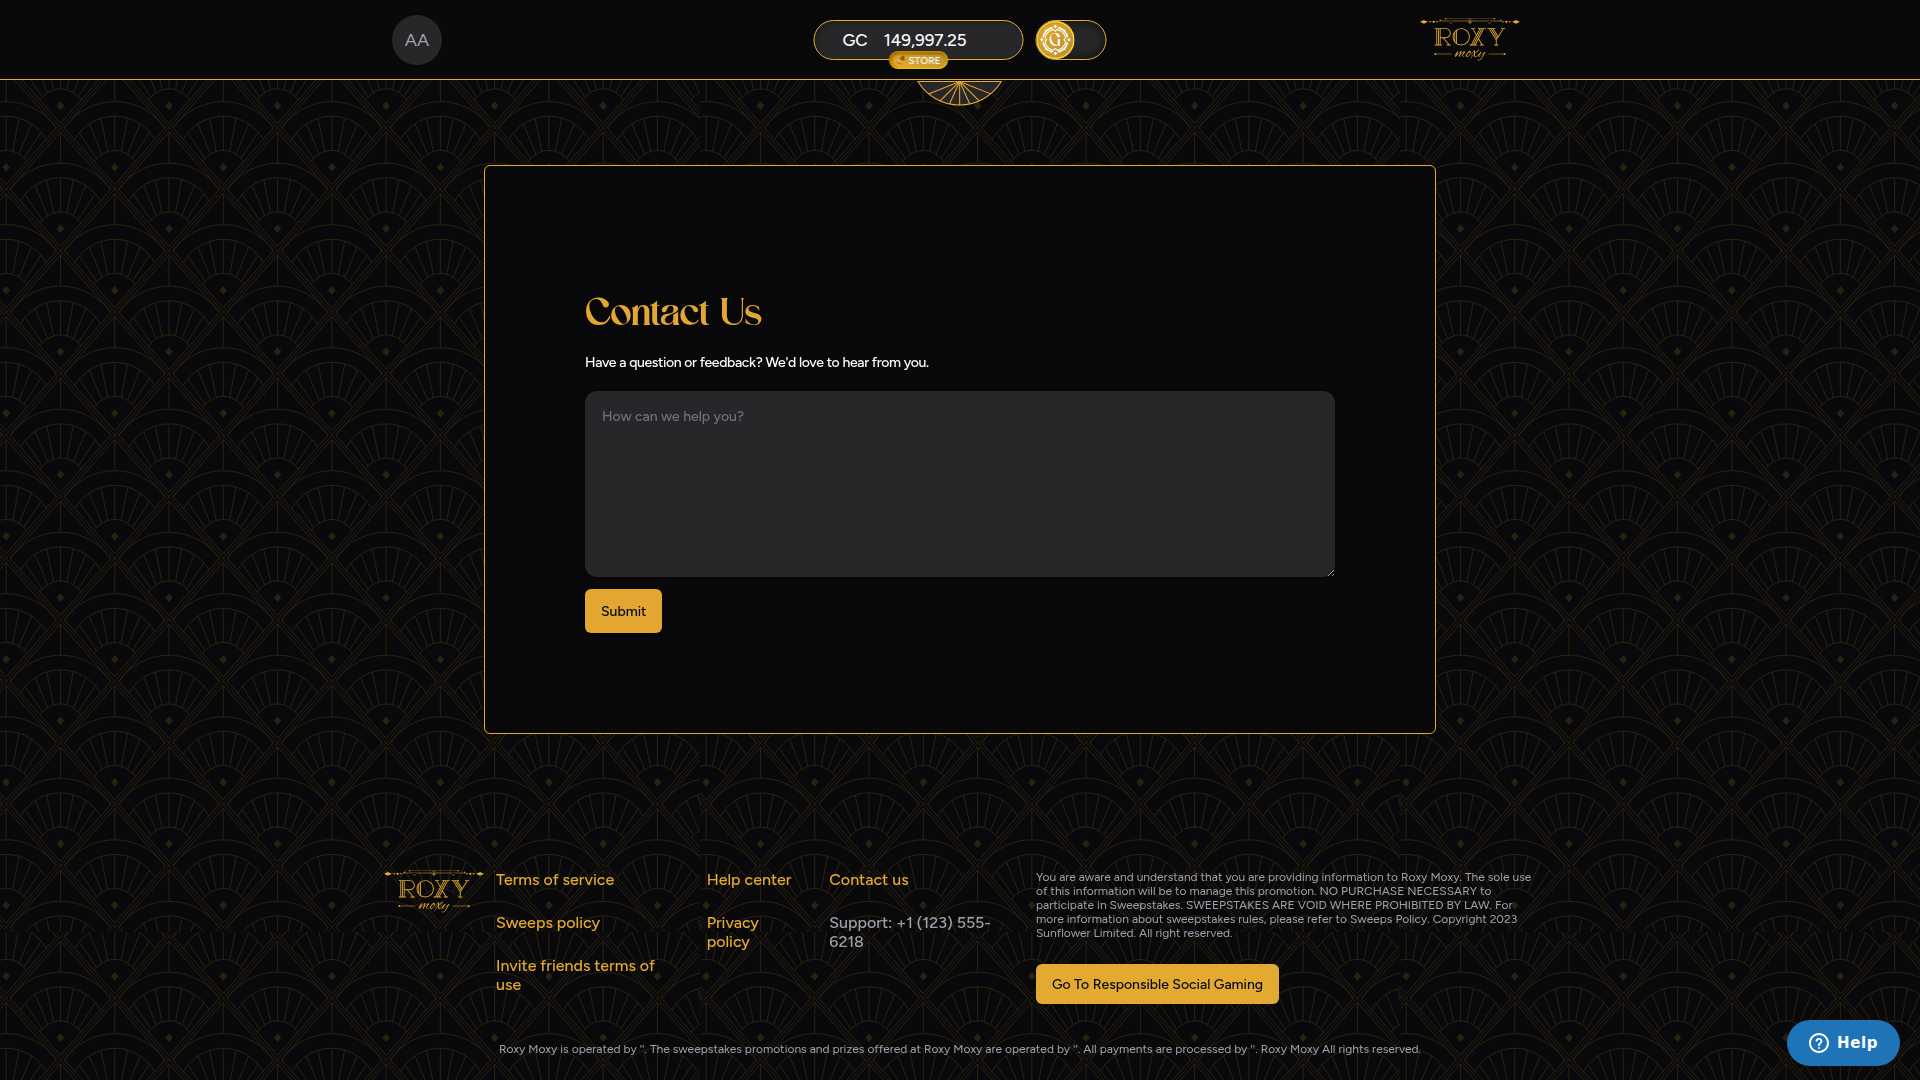 AA
GC 149,997.25
STORE
G
ROXY
moxy
Contact Us
Have a question or feedback? We'd love to hear from you.
How can we help you?
Submit
ROXY
moxy
Terms of service
Sweeps policy
Invite friends terms of
use
Help center
Privacy
policy
Contact us
Support: +1 (123) 555-
6218
You are aware and understand that you are providing information to Roxy Moxy. The sole use
of this information will be to manage this promotion. NO PURCHASE NECESSARY to
participate in Sweepstakes. SWEEPSTAKES ARE VOID WHERE PROHIBITED BY LAW. For
more information about sweepstakes rules, please refer to Sweeps Policy. Copyright 2023
Sunflower Limited. All right reserved.
Go To Responsible Social Gaming
Roxy Moxy is operated by ''. The sweepstakes promotions and prizes offered at Roxy Moxy are operated by ''. All payments are processed by ''. Roxy Moxy All rights reserved.
Help